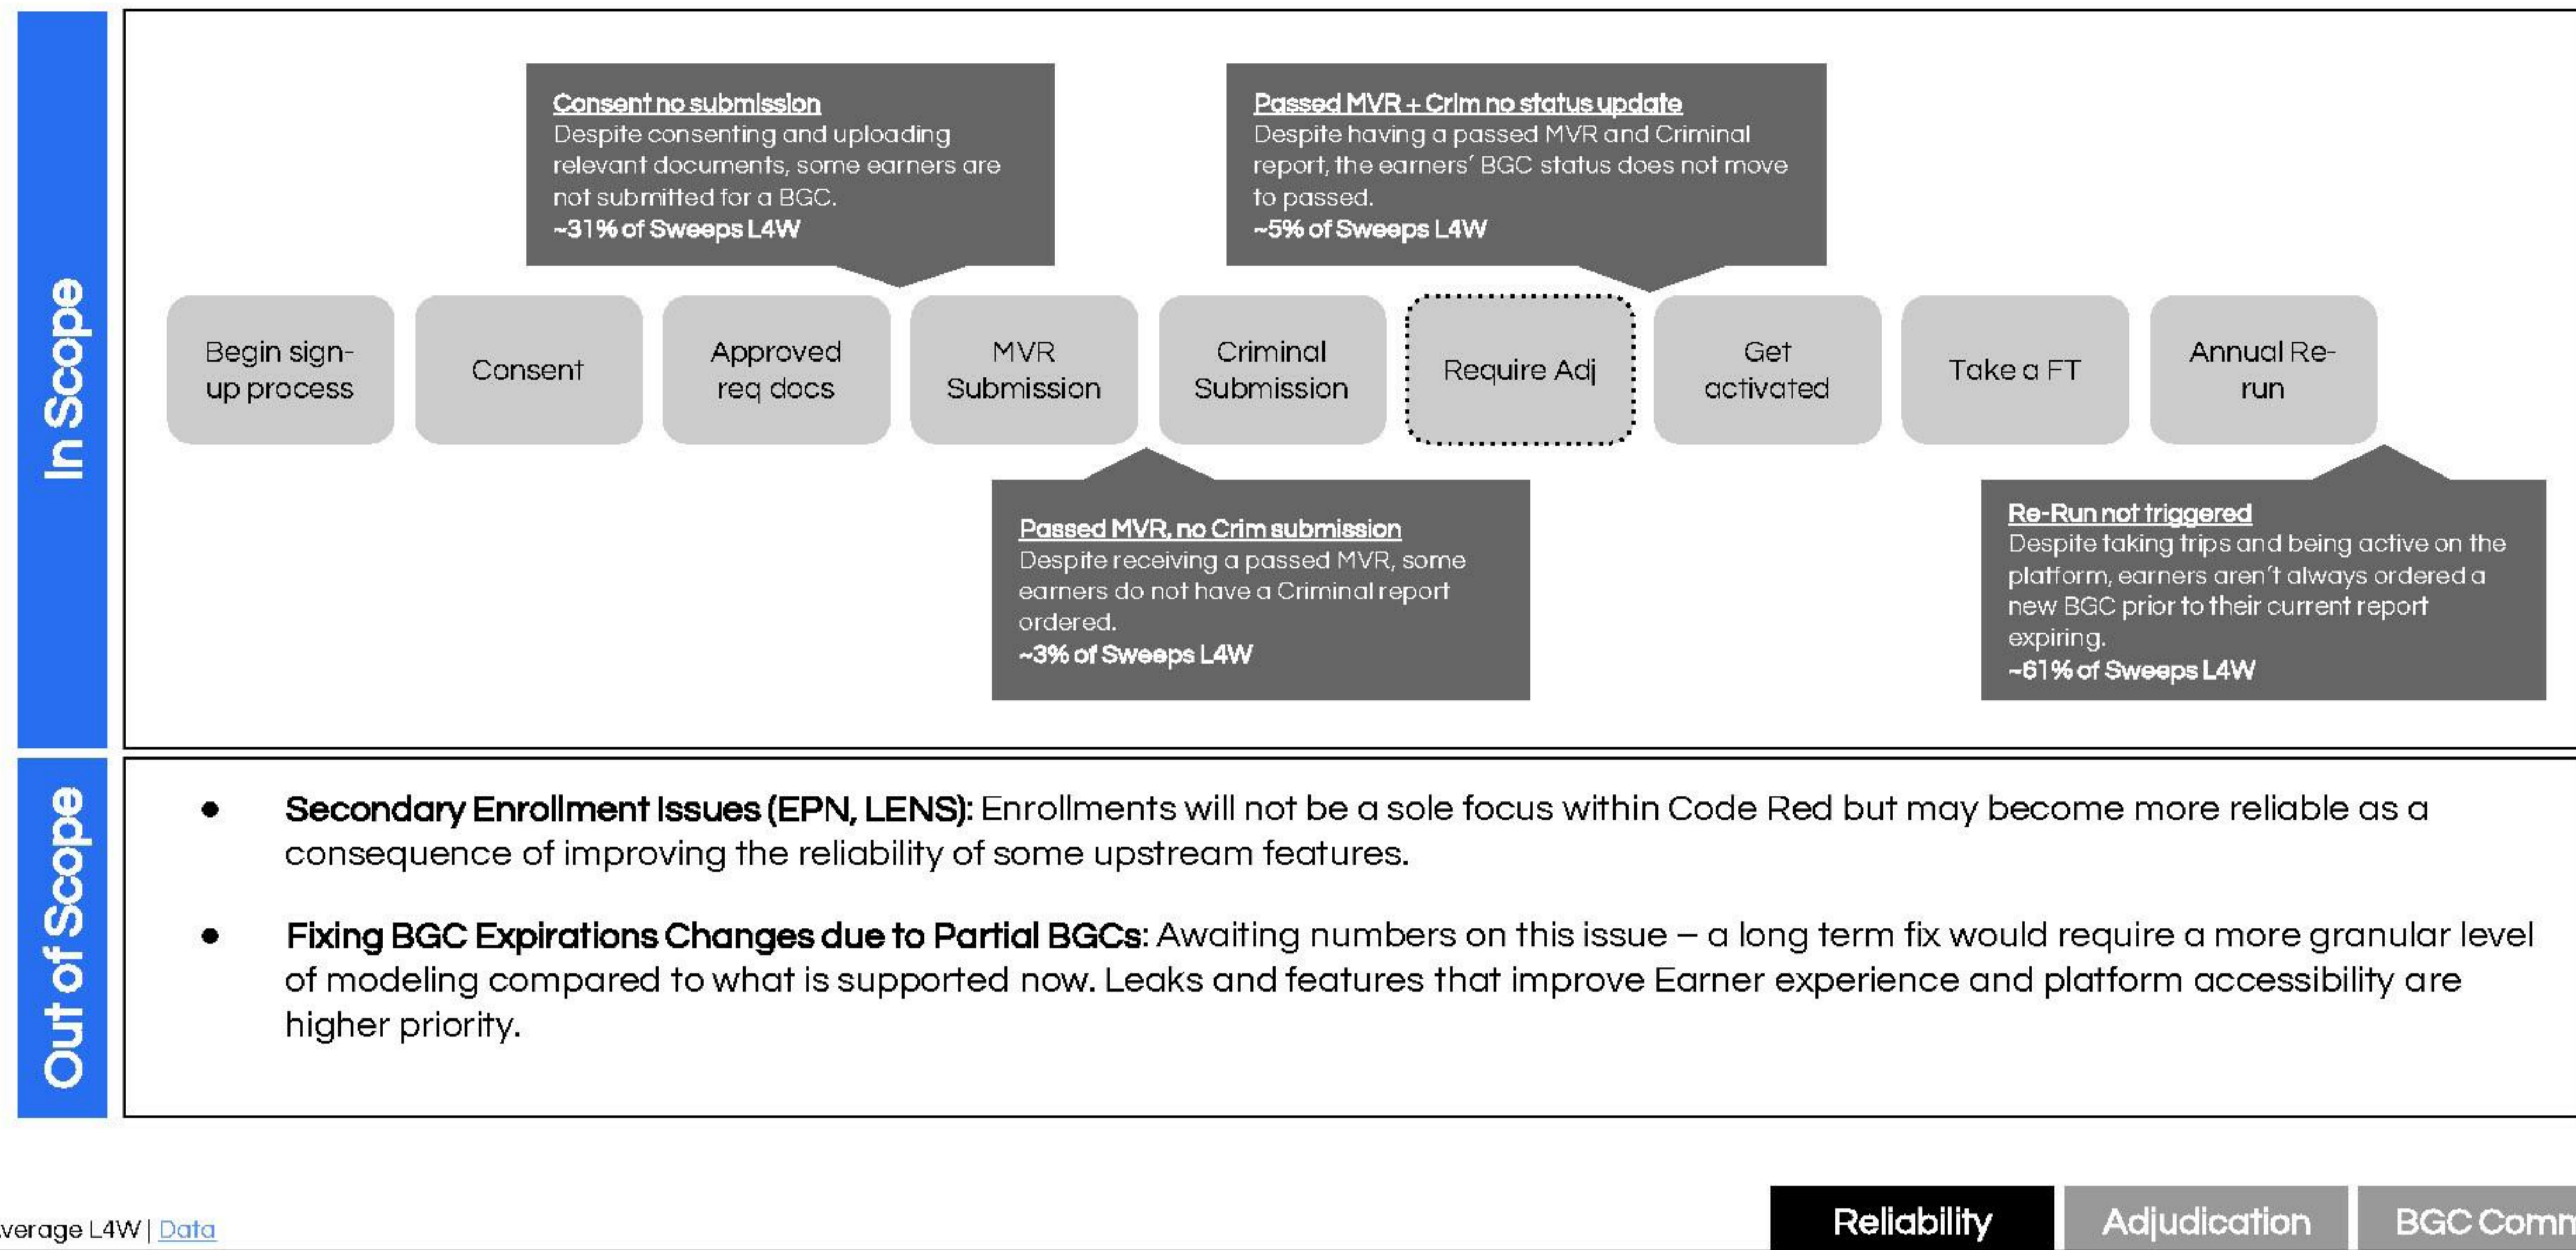 In Scope
Consent no submission
Despite consenting and uploading
relevant documents, some earners are
not submitted for a BGC.
~31% of Sweeps L4W
Passed MVR + Crim no status update
Despite having a passed MVR and Criminal
report, the earners' BGC status does not move
to passed.
~5% of Sweeps L4W
Begin sign-
up process
Consent
Approved
req docs
MVR
Submission
Criminal
Submission
Require Adj
Get
activated
Take a FT
Annual Re-
run
Passed MVR, no Crim submission
Despite receiving a passed MVR, some
earners do not have a Criminal report
ordered.
~3% of Sweeps L4W
Re-Run not triggered
Despite taking trips and being active on the
platform, earners aren't always ordered a
new BGC prior to their current report
expiring.
~61% of Sweeps L4W
Out of Scope
● Secondary Enrollment Issues (EPN, LENS): Enrollments will not be a sole focus within Code Red but may become more reliable as a
consequence of improving the reliability of some upstream features.
● Fixing BGC Expirations Changes due to Partial BGCs: Awaiting numbers on this issue – a long term fix would require a more granular level
of modeling compared to what is supported now. Leaks and features that improve Earner experience and platform accessibility are
higher priority.
verage L4W | Data
Reliability
Adjudication
BGC Comm